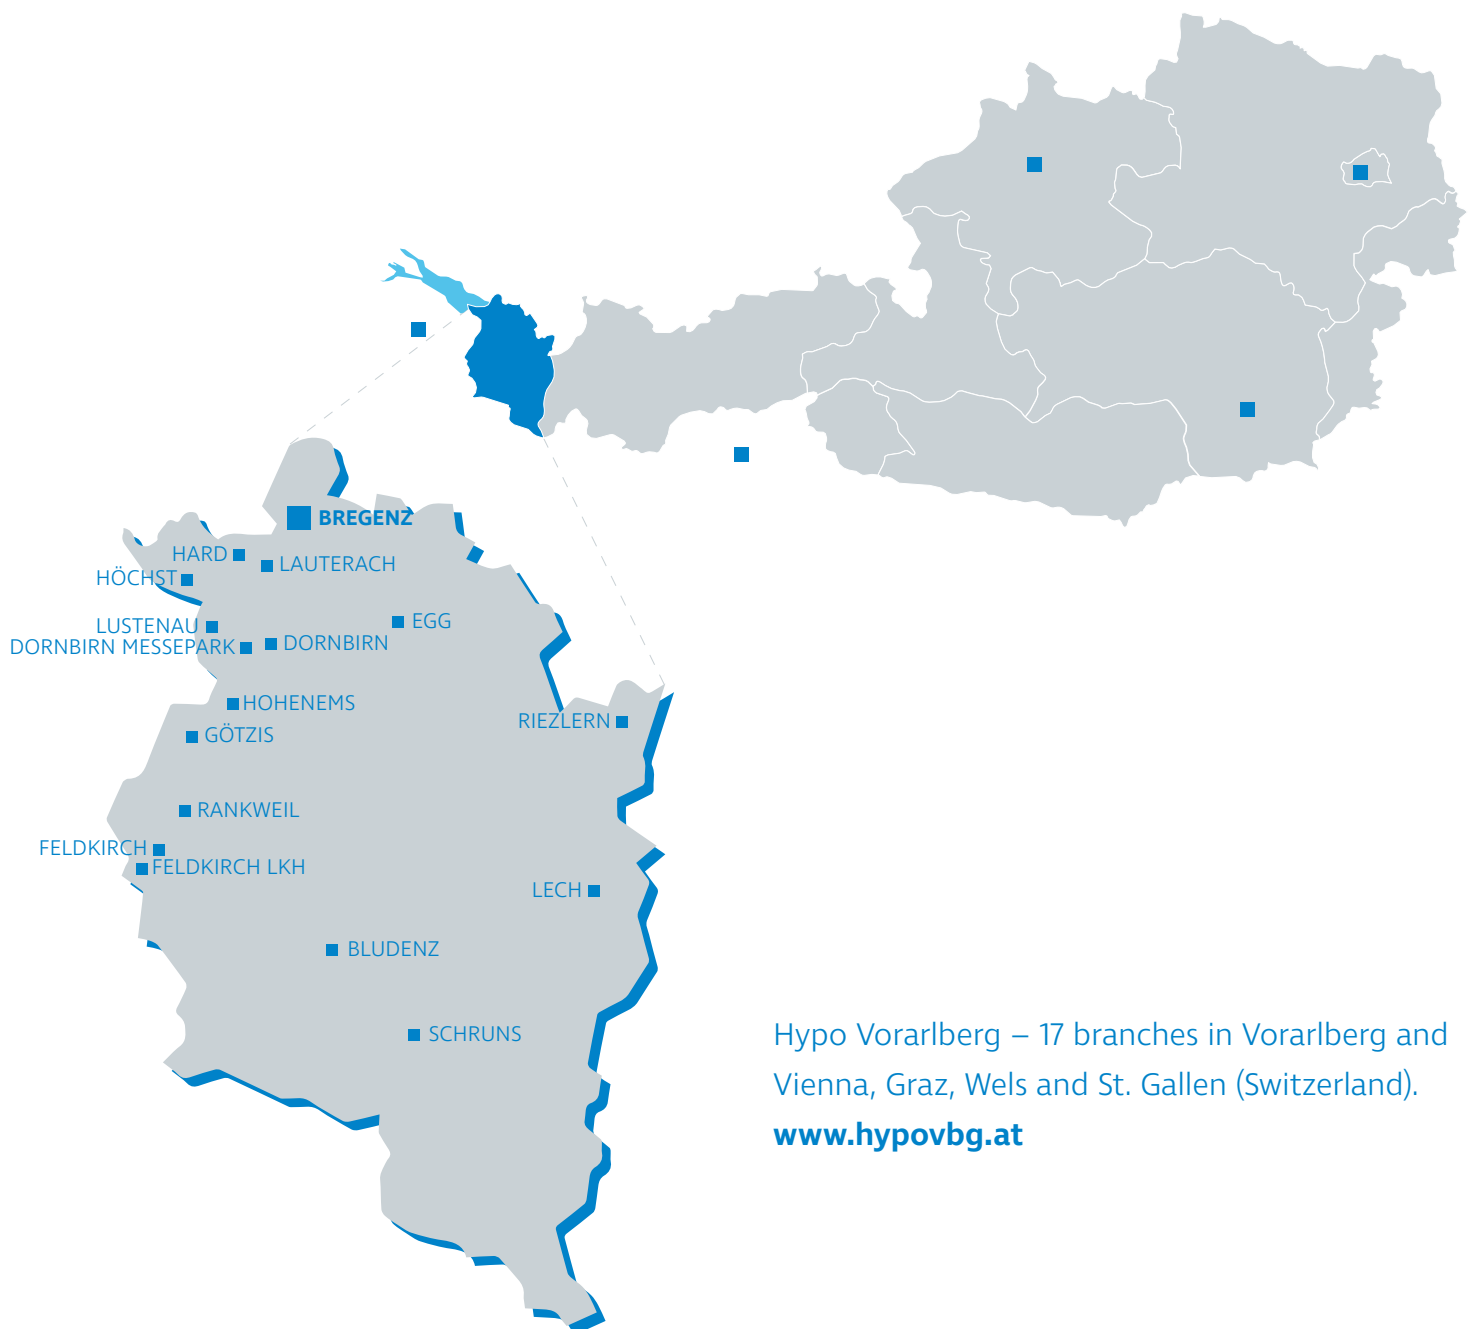 BREGENZ
HARD
LAUTERACH
HÖCHST
EGG
LUSTENAU
DORNBIRN
DORNBIRN MESSEPARK
HOHENEMS
RIEZLERN
GÖTZIS
RANKWEIL
FELDKIRCH
FELDKIRCH LKH
LECH
BLUDENZ
SCHRUNS
Hypo Vorarlberg – 17 branches in Vorarlberg and
Vienna, Graz, Wels and St. Gallen (Switzerland).
www.hypovbg.at